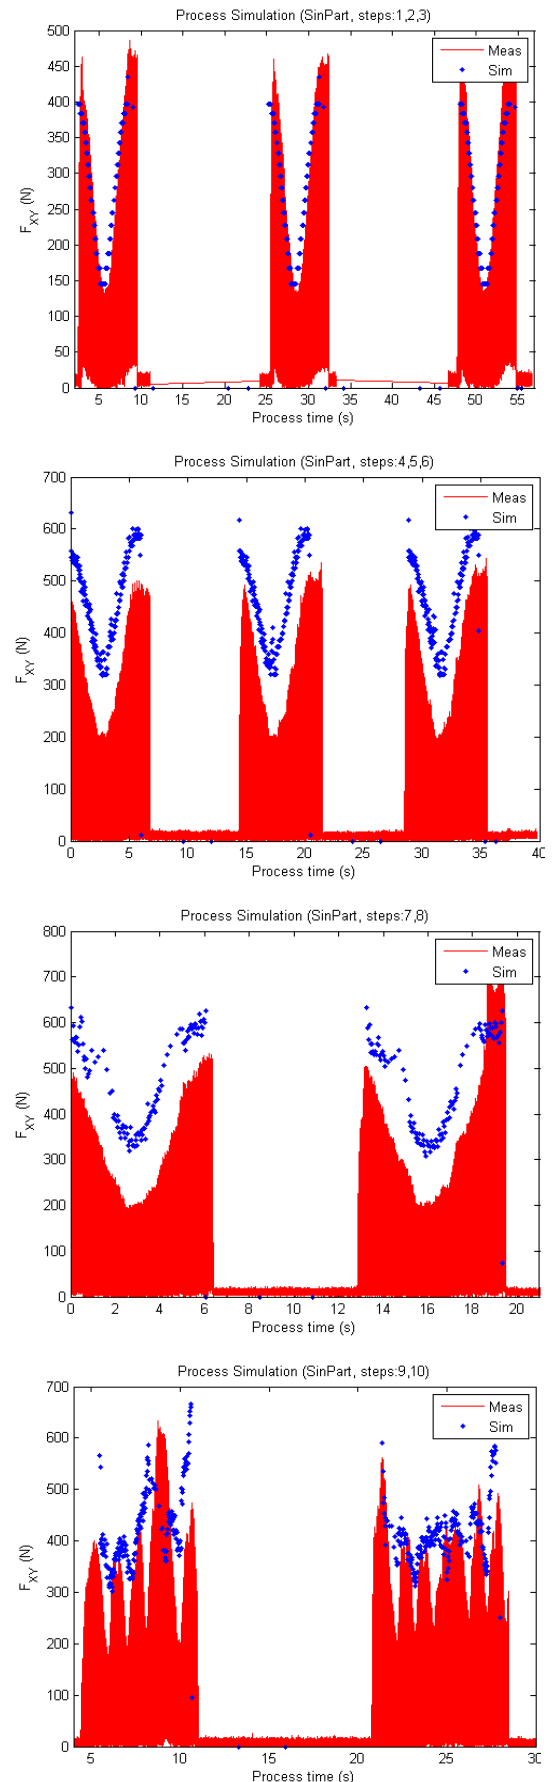 Process Simulation (SinPart, steps:1,2,3)
500
450
400
350
300
250
200
150
100
50
0
F_XY (N)
Meas
Sim
5 10 15 20 25 30 35 40 45 50 55
Process time (s)
Process Simulation (SinPart, steps:4,5,6)
700
600
500
400
300
200
100
0
F_XY (N)
Meas
Sim
0 5 10 15 20 25 30 35 40
Process time (s)
Process Simulation (SinPart, steps:7,8)
800
700
600
500
400
300
200
100
0
F_XY (N)
Meas
Sim
0 2 4 6 8 10 12 14 16 18 20
Process time (s)
Process Simulation (SinPart, steps:9,10)
700
600
500
400
300
200
100
0
F_XY (N)
Meas
Sim
5 10 15 20 25 30
Process time (s)